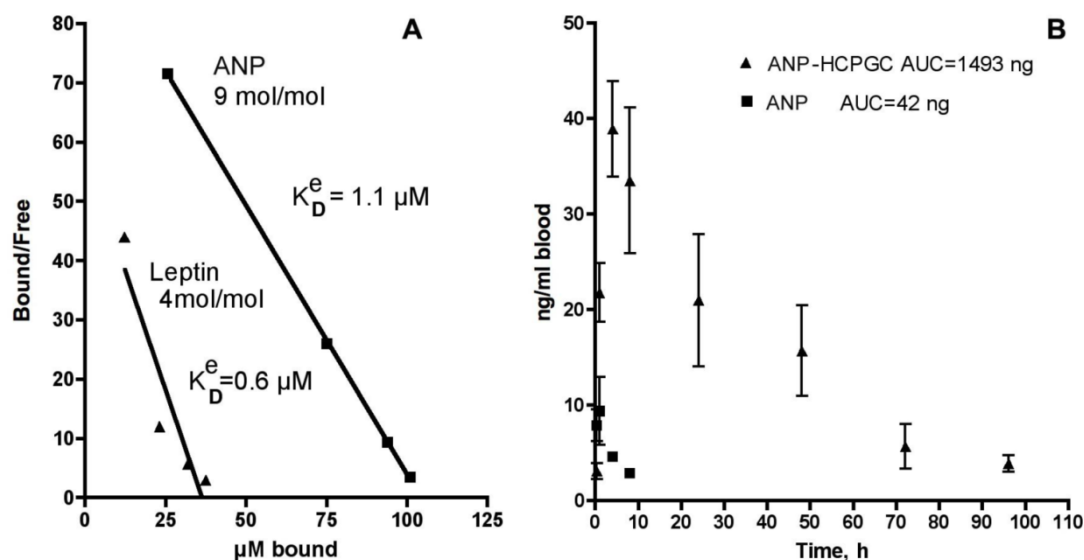 A
80
70
60
50
40
30
20
10
0
Bound/Free
ANP
9 mol/mol
K_D^e = 1.1 µM
Leptin
4mol/mol
K_D^e=0.6 µM
0 25 50 75 100 125
µM bound
B
▲ ANP-HCPGC AUC=1493 ng
■ ANP AUC=42 ng
50
40
30
20
10
0
ng/ml blood
0 10 20 30 40 50 60 70 80 90 100 110
Time, h